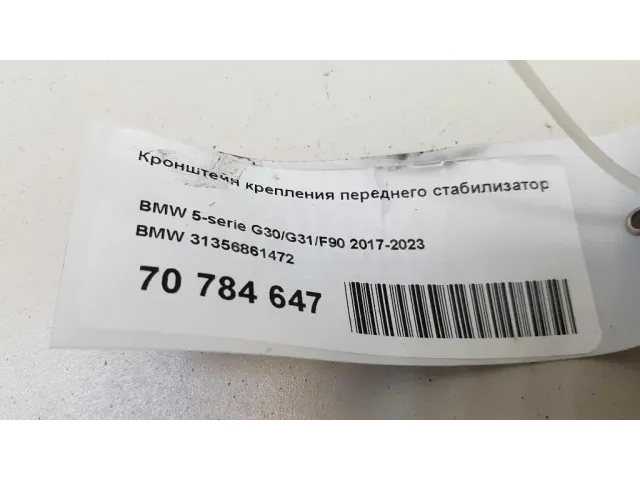 Кронштейн крепления переднего стабилизатор
BMW 5-serie G30/G31/F90 2017-2023
BMW 31356861472
70 784 647